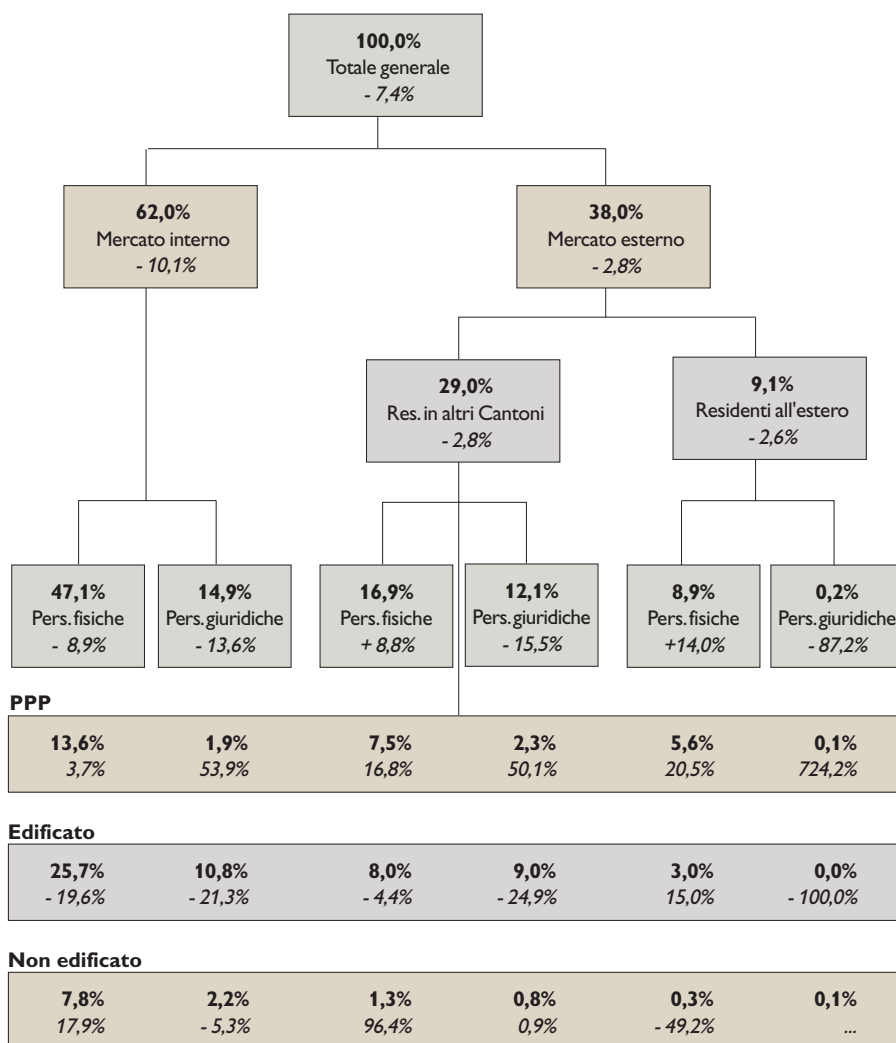 100,0%
Totale generale
- 7,4%
62,0%
Mercato interno
- 10,1%
38,0%
Mercato esterno
- 2,8%
29,0%
Res. in altri Cantoni
- 2,8%
9,1%
Residenti all'estero
- 2,6%
47,1%
Pers. fisiche
- 8,9%
14,9%
Pers. giuridiche
- 13,6%
16,9%
Pers. fisiche
+ 8,8%
12,1%
Pers. giuridiche
- 15,5%
8,9%
Pers. fisiche
+14,0%
0,2%
Pers. giuridiche
- 87,2%
PPP
13,6% 1,9% 7,5% 2,3% 5,6% 0,1%
3,7% 53,9% 16,8% 50,1% 20,5% 724,2%
Edificato
25,7% 10,8% 8,0% 9,0% 3,0% 0,0%
- 19,6% - 21,3% - 4,4% - 24,9% 15,0% - 100,0%
Non edificato
7,8% 2,2% 1,3% 0,8% 0,3% 0,1%
17,9% - 5,3% 96,4% 0,9% - 49,2% ...